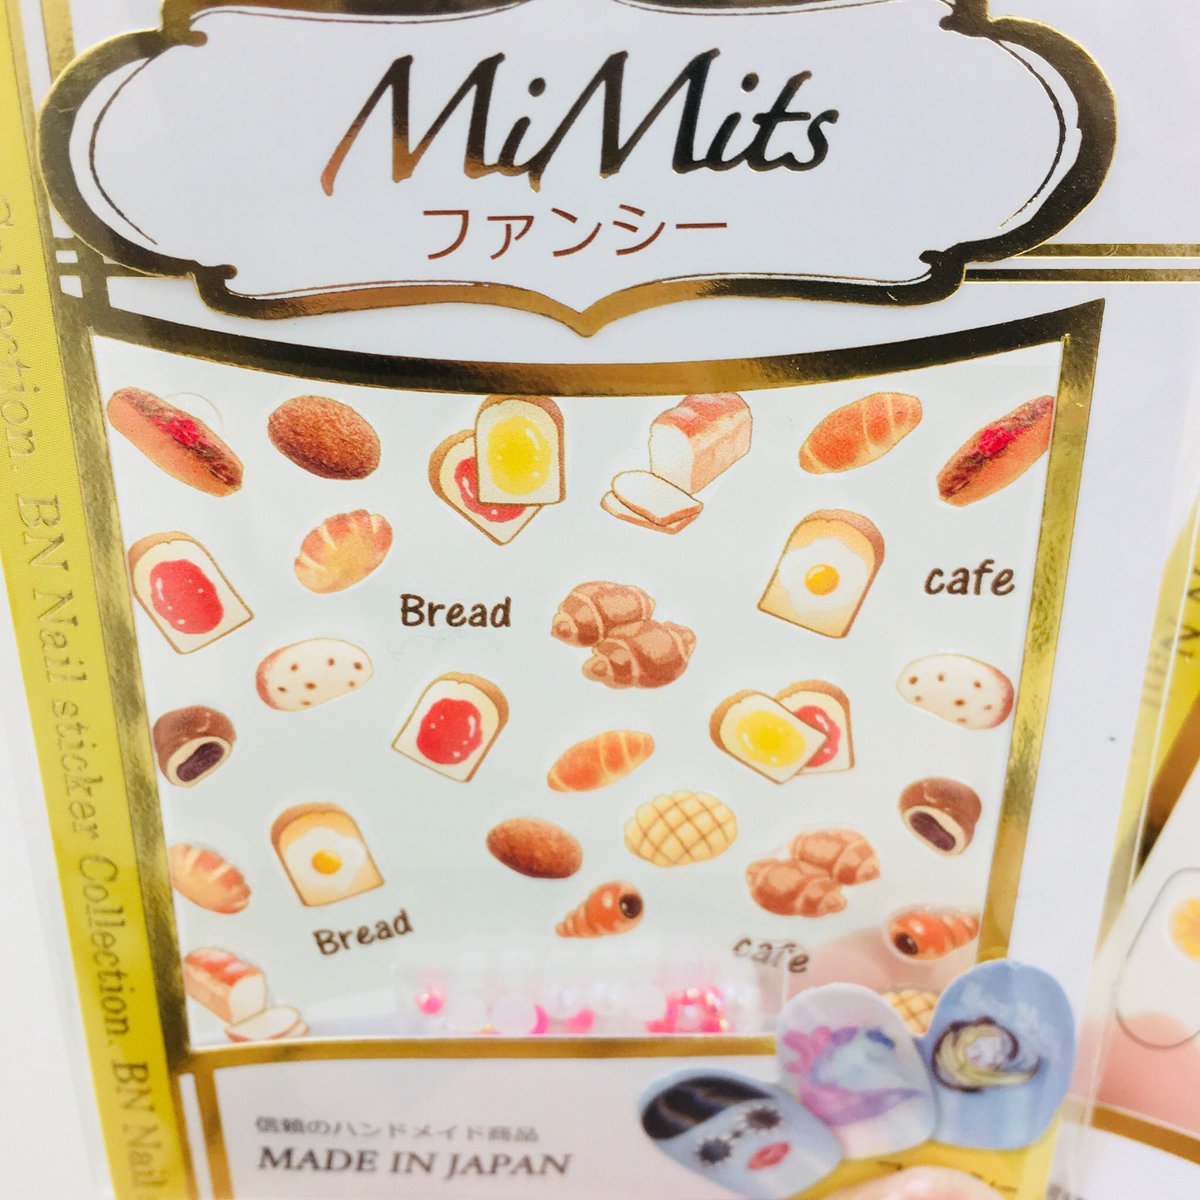 MiMits
ファンシー
Collection. BN Nail sticker Collection. BN Nail
Bread
cafe
Bread
cafe
信頼のハンドメイド商品
MADE IN JAPAN